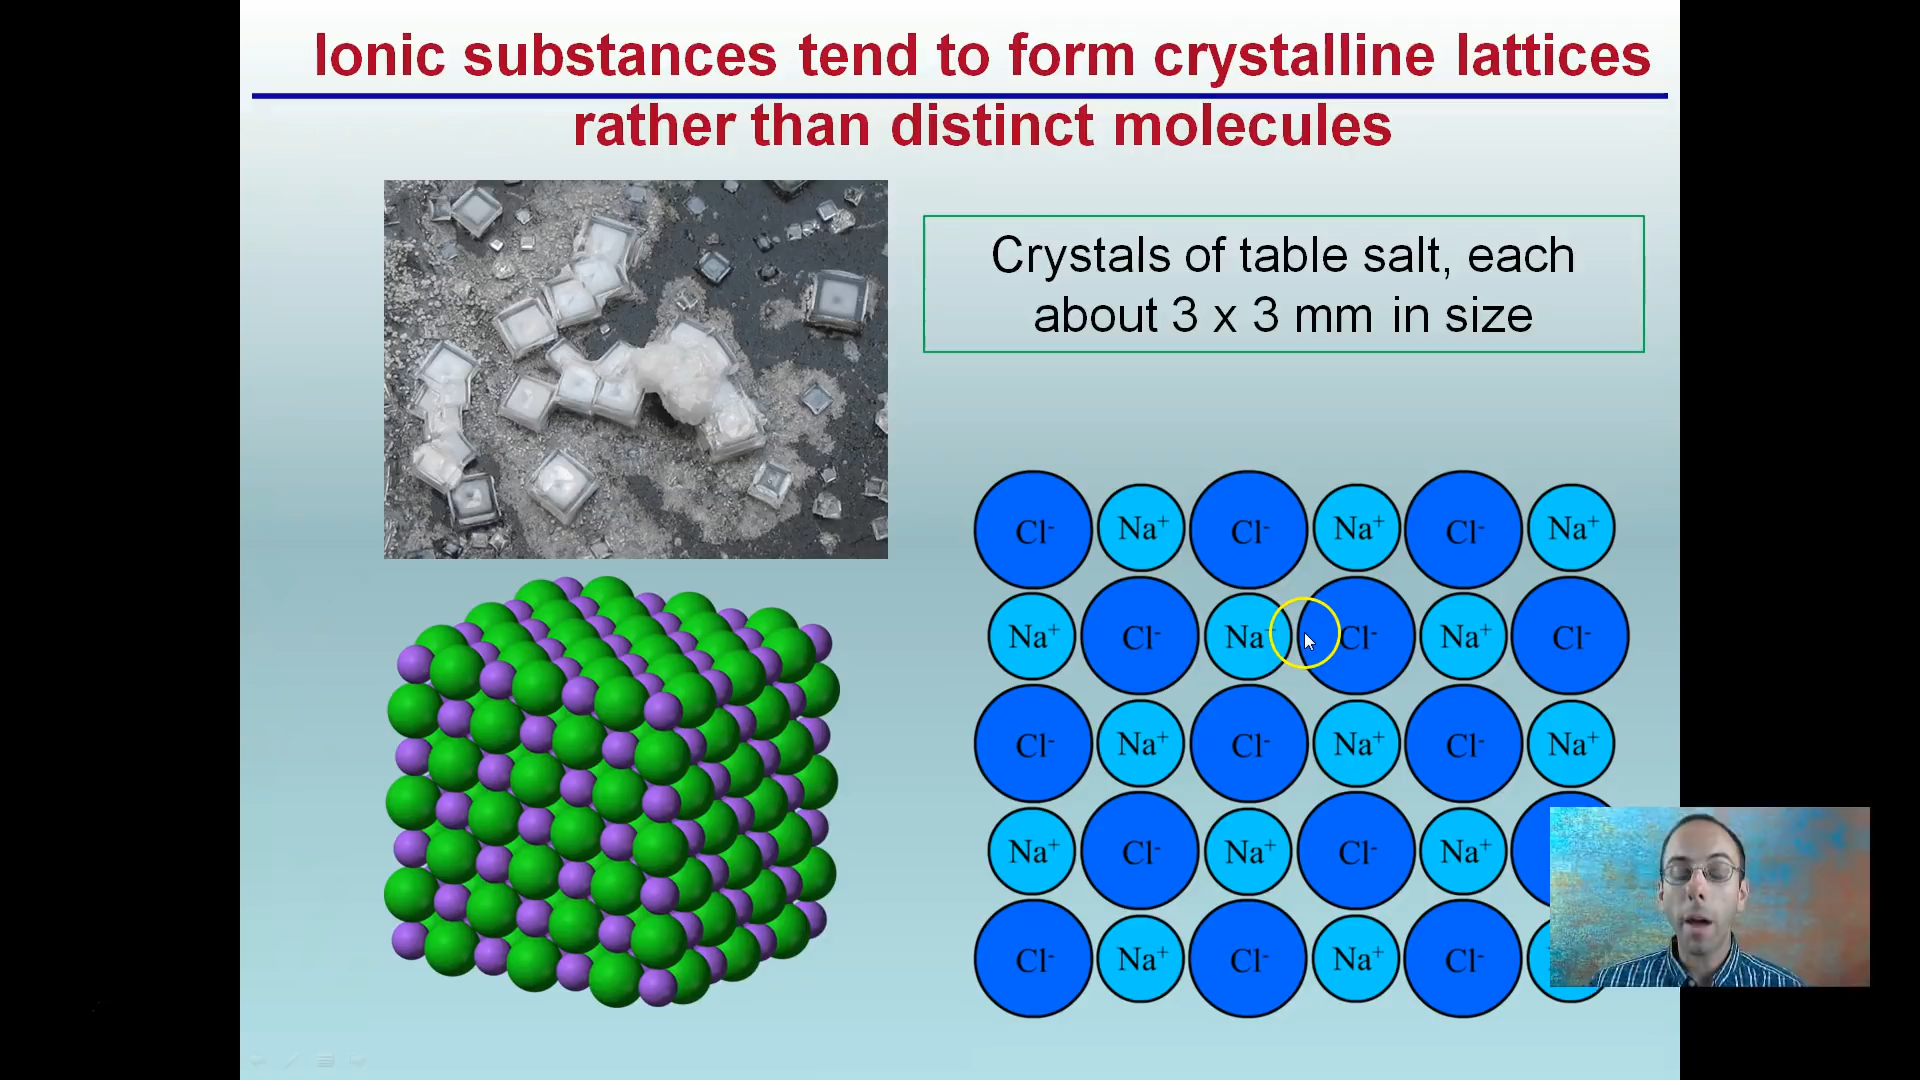 Ionic substances tend to form crystalline lattices
rather than distinct molecules
Crystals of table salt, each
about 3 x 3 mm in size
Cl- Na+ Cl- Na+ Cl- Na+
Na+ Cl- Na+ Cl- Na+ Cl-
Cl- Na+ Cl- Na+ Cl- Na+
Na+ Cl- Na+ Cl- Na+
Cl- Na+ Cl- Na+ Cl-